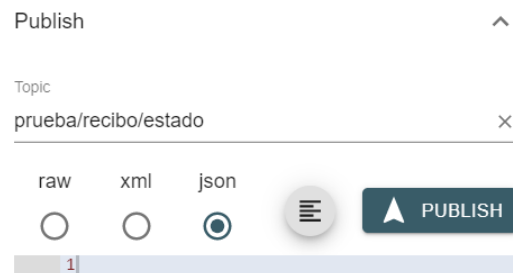 Publish
Topic
prueba/recibo/estado
raw xml json
PUBLISH
1